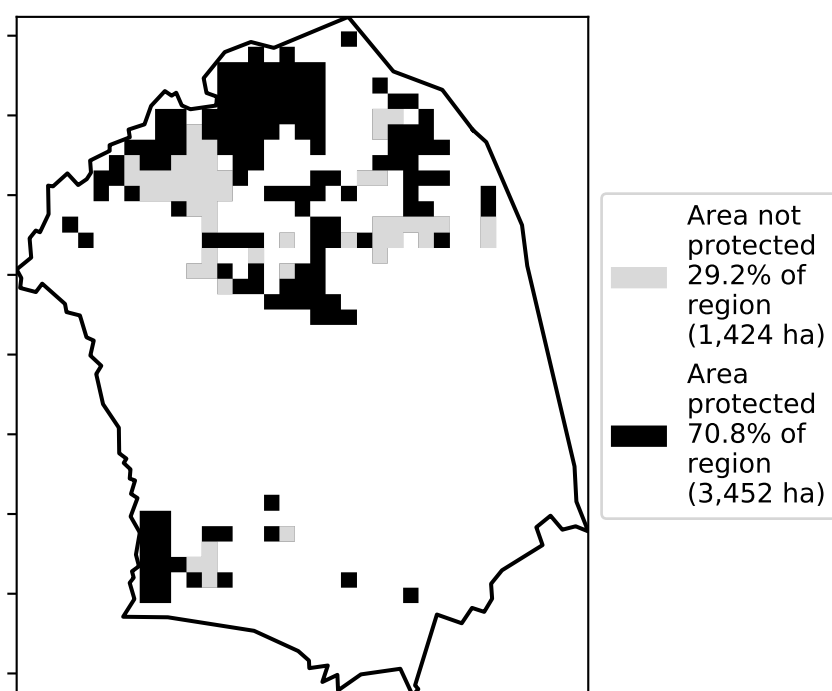 Area not
protected
29.2% of
region
(1,424 ha)
Area
protected
70.8% of
region
(3,452 ha)